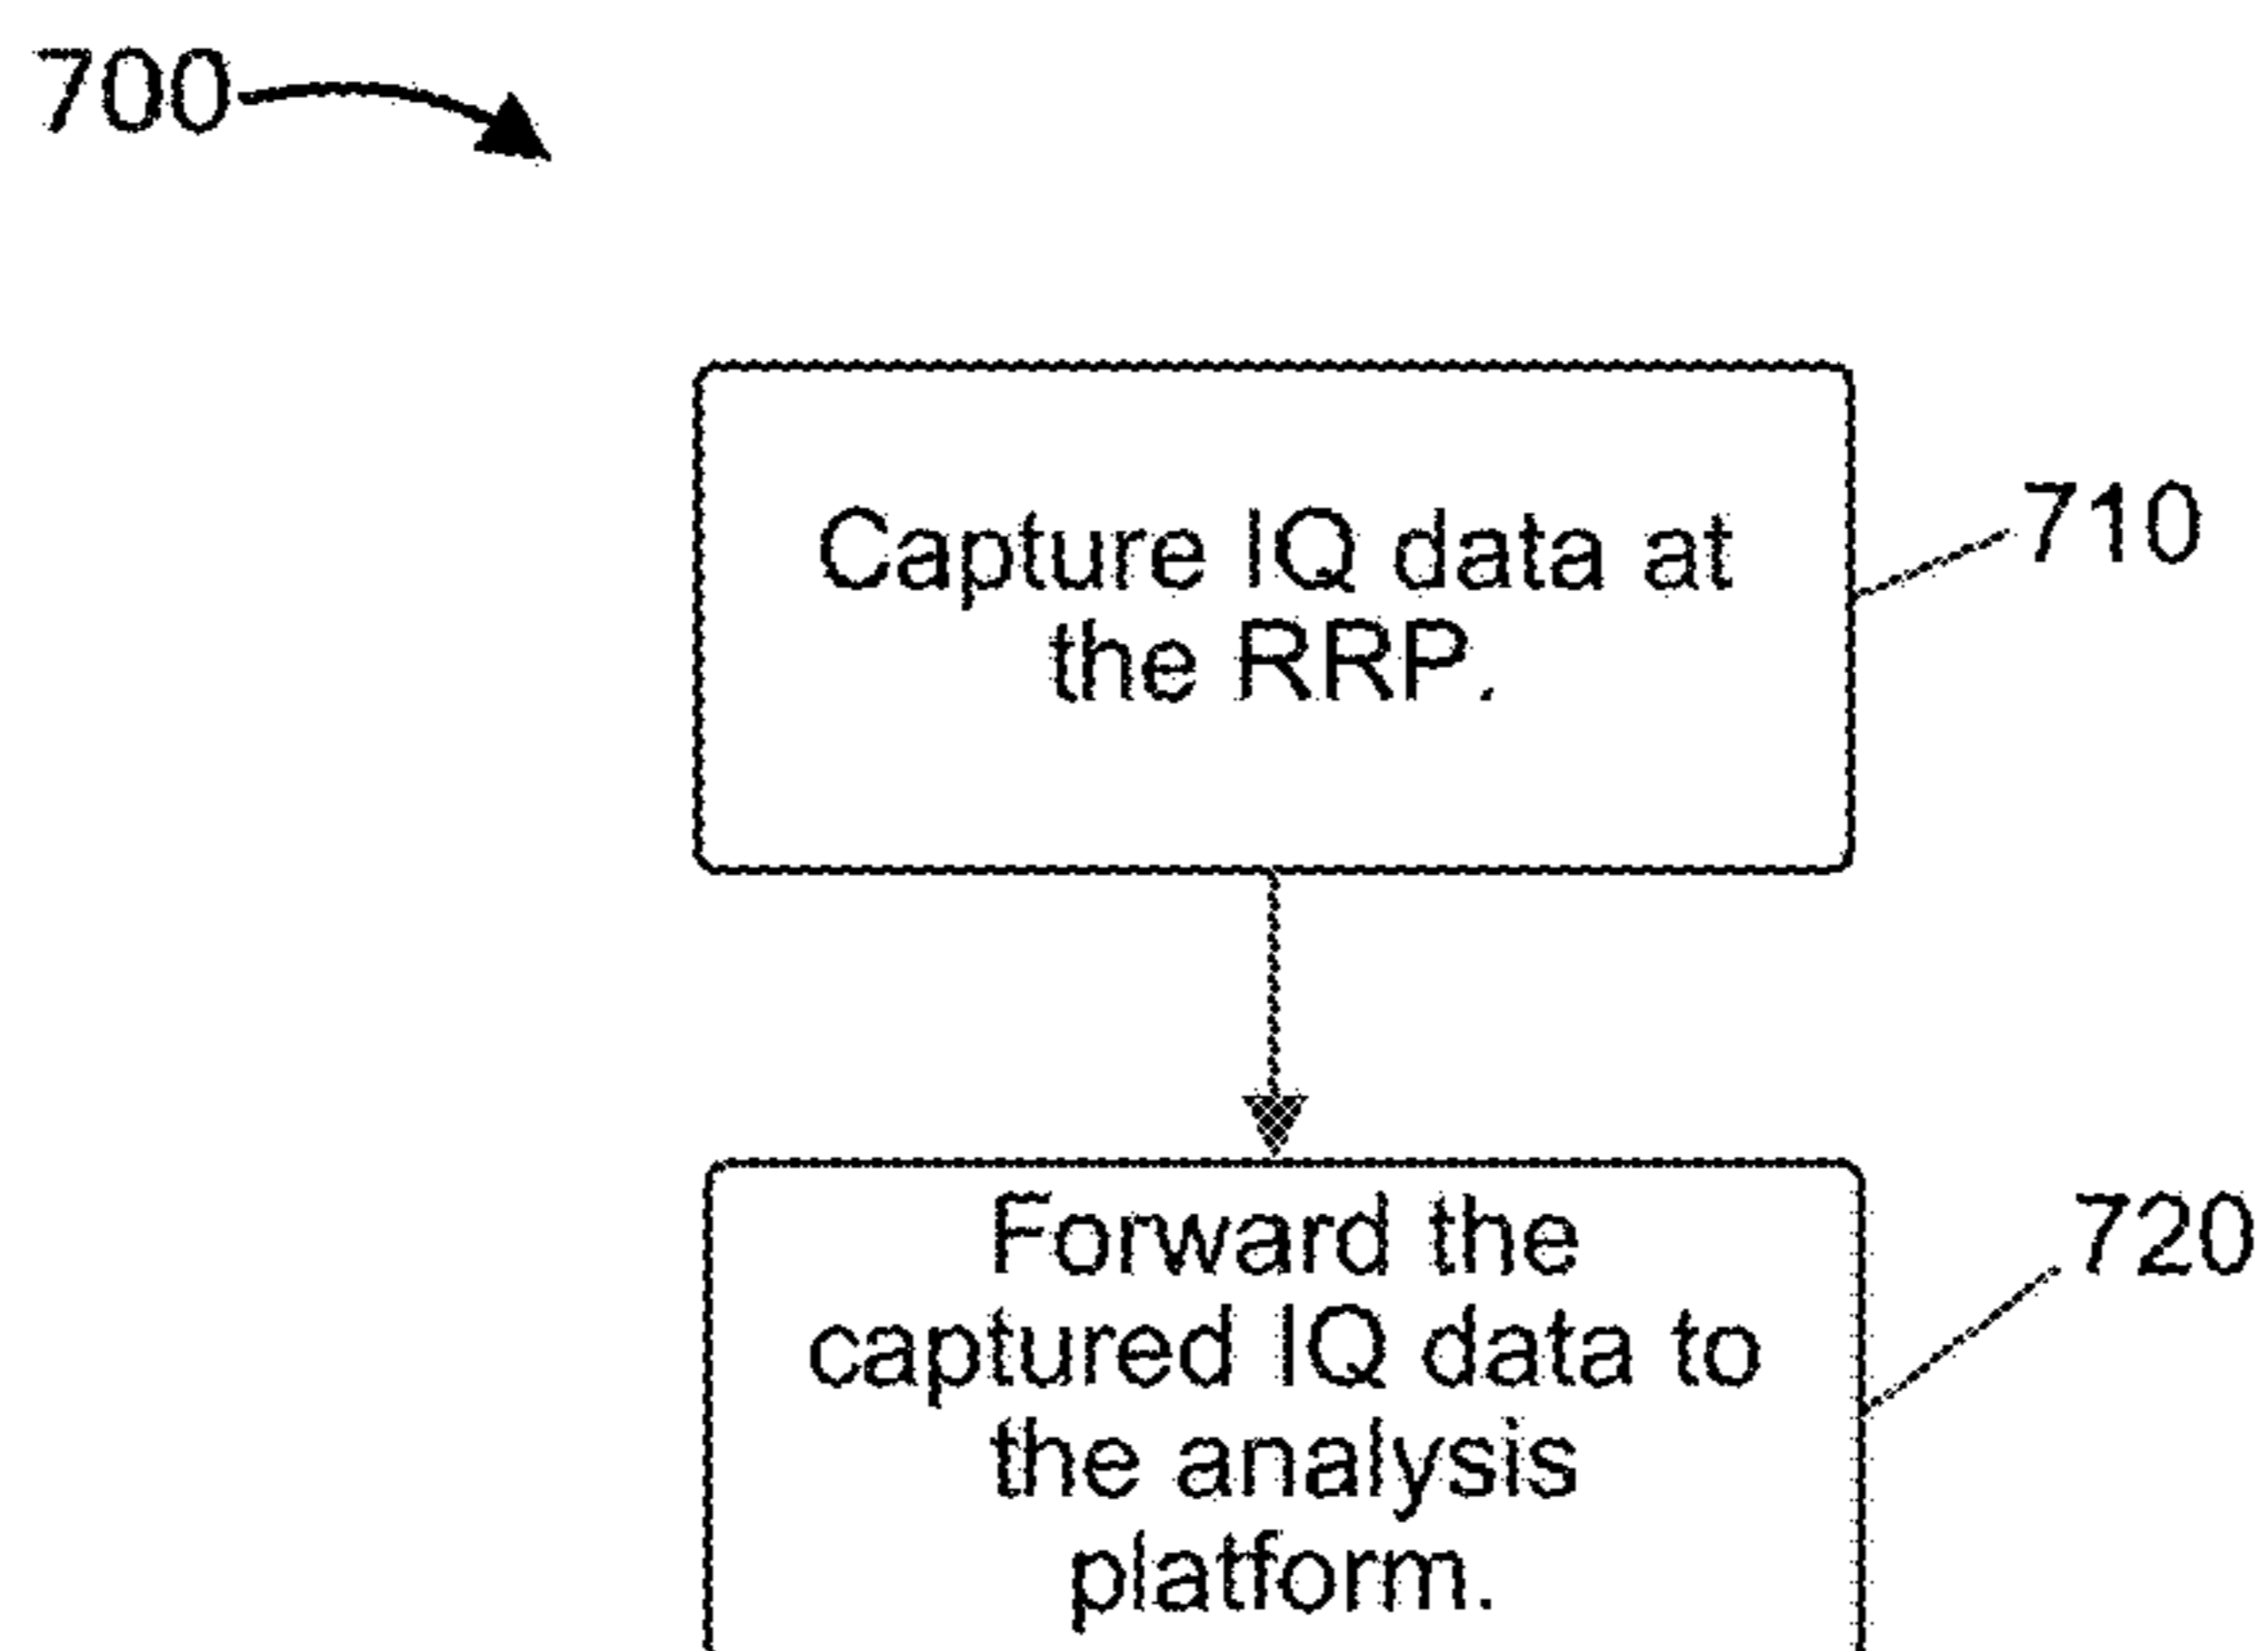 700
Capture IQ data at
the RRP.
710
Forward the
captured IQ data to
the analysis
platform.
720